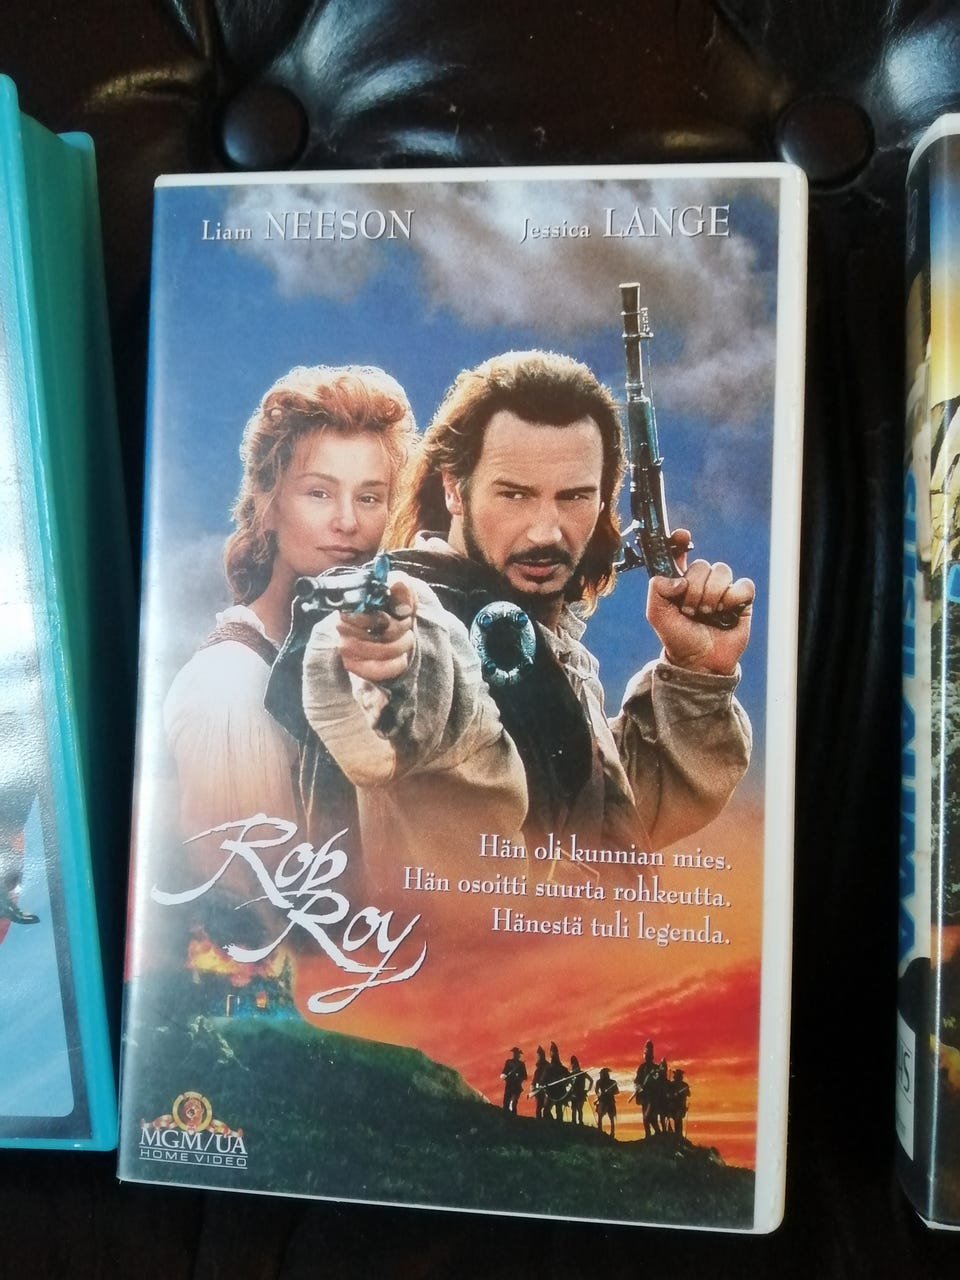 Liam NEESON
Jessica LANGE
Rob
Roy
Hän oli kunnian mies.
Hän osoitti suurta rohkeutta.
Hänestä tuli legenda.
MGM/UA
HOME VIDEO